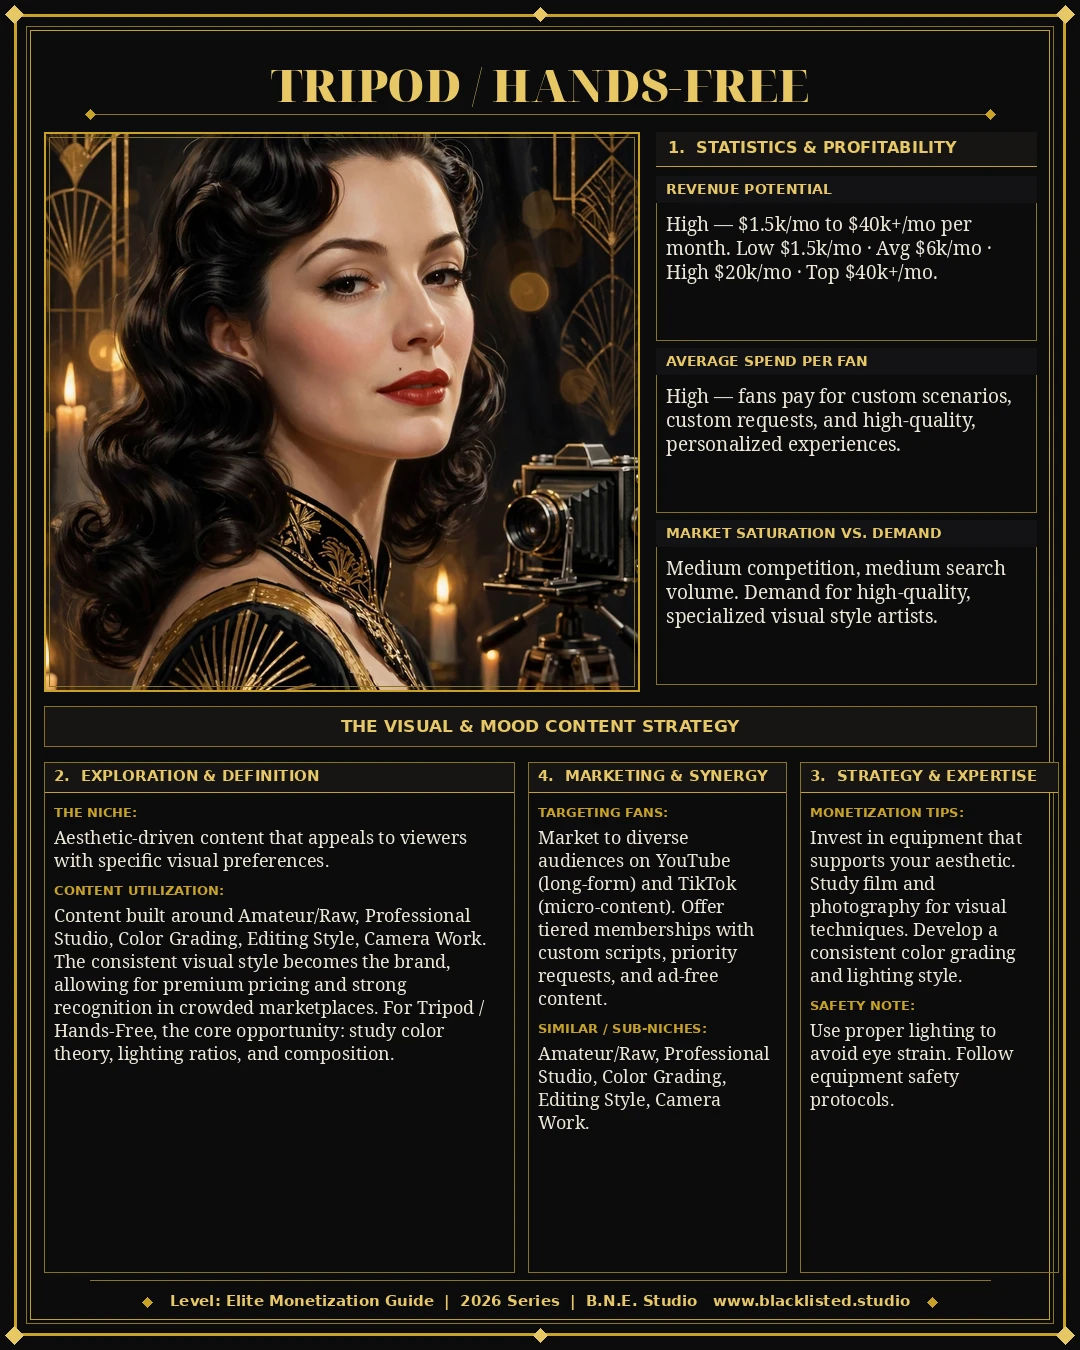 TRIPOD / HANDS-FREE
1. STATISTICS & PROFITABILITY
REVENUE POTENTIAL
High — $1.5k/mo to $40k+/mo per
month. Low $1.5k/mo · Avg $6k/mo ·
High $20k/mo · Top $40k+/mo.
AVERAGE SPEND PER FAN
High — fans pay for custom scenarios,
custom requests, and high-quality,
personalized experiences.
MARKET SATURATION VS. DEMAND
Medium competition, medium search
volume. Demand for high-quality,
specialized visual style artists.
THE VISUAL & MOOD CONTENT STRATEGY
2. EXPLORATION & DEFINITION
THE NICHE:
Aesthetic-driven content that appeals to viewers
with specific visual preferences.
CONTENT UTILIZATION:
Content built around Amateur/Raw, Professional
Studio, Color Grading, Editing Style, Camera Work.
The consistent visual style becomes the brand,
allowing for premium pricing and strong
recognition in crowded marketplaces. For Tripod /
Hands-Free, the core opportunity: study color
theory, lighting ratios, and composition.
4. MARKETING & SYNERGY
TARGETING FANS:
Market to diverse
audiences on YouTube
(long-form) and TikTok
(micro-content). Offer
tiered memberships with
custom scripts, priority
requests, and ad-free
content.
SIMILAR / SUB-NICHES:
Amateur/Raw, Professional
Studio, Color Grading,
Editing Style, Camera
Work.
3. STRATEGY & EXPERTISE
MONETIZATION TIPS:
Invest in equipment that
supports your aesthetic.
Study film and
photography for visual
techniques. Develop a
consistent color grading
and lighting style.
SAFETY NOTE:
Use proper lighting to
avoid eye strain. Follow
equipment safety
protocols.
Level: Elite Monetization Guide | 2026 Series | B.N.E. Studio www.blacklisted.studio